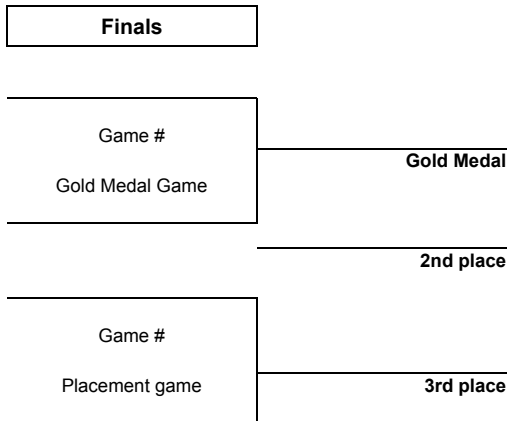 Finals
Game #
Gold Medal
Gold Medal Game
2nd place
Game #
Placement game
3rd place